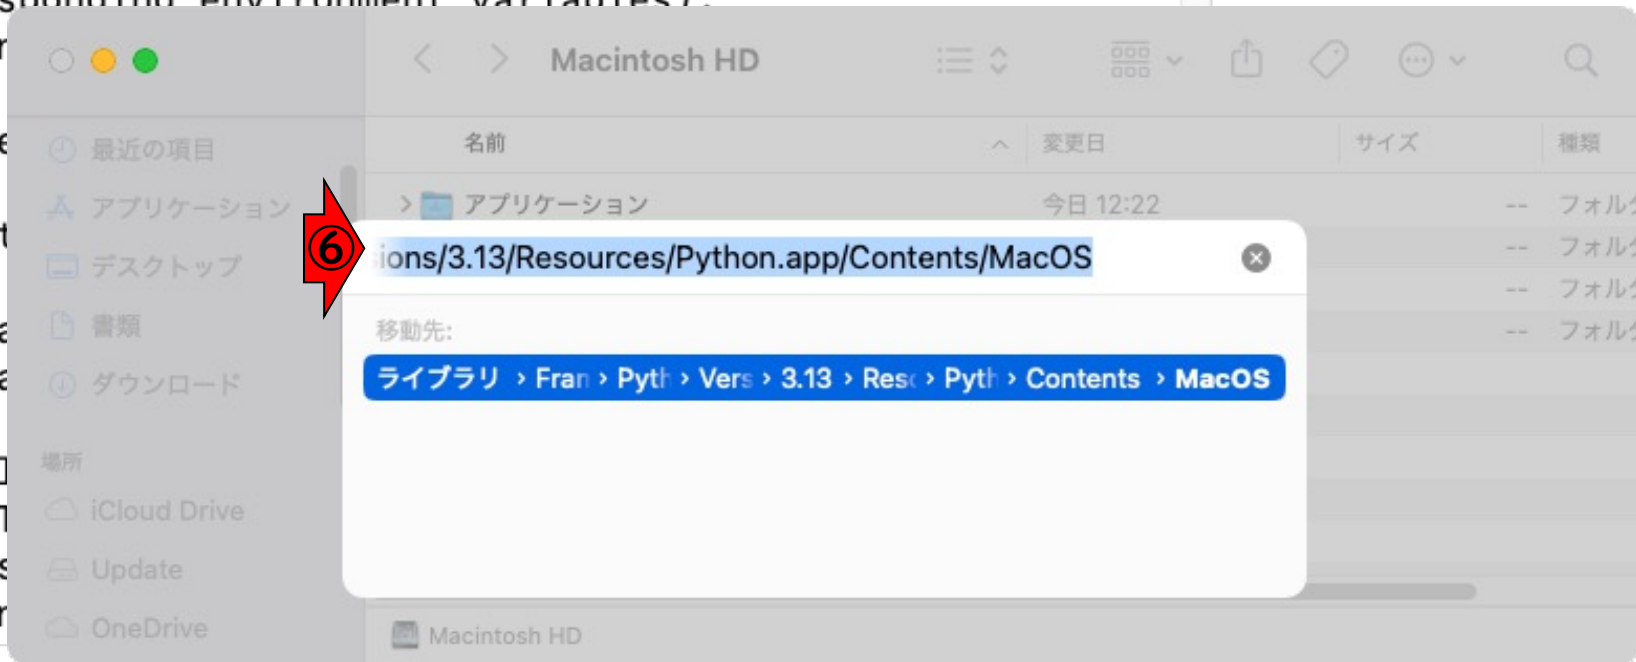 Macintosh HD
名前 変更日 サイズ 種類
最近の項目
アプリケーション
デスクトップ
書類
ダウンロード
場所
iCloud Drive
Update
OneDrive
アプリケーション 今日 12:22 --
--
--
--
⑥
ions/3.13/Resources/Python.app/Contents/MacOS
移動先:
ライブラリ › Fran › Pyth › Vers › 3.13 › Res › Pyth › Contents › MacOS
Macintosh HD